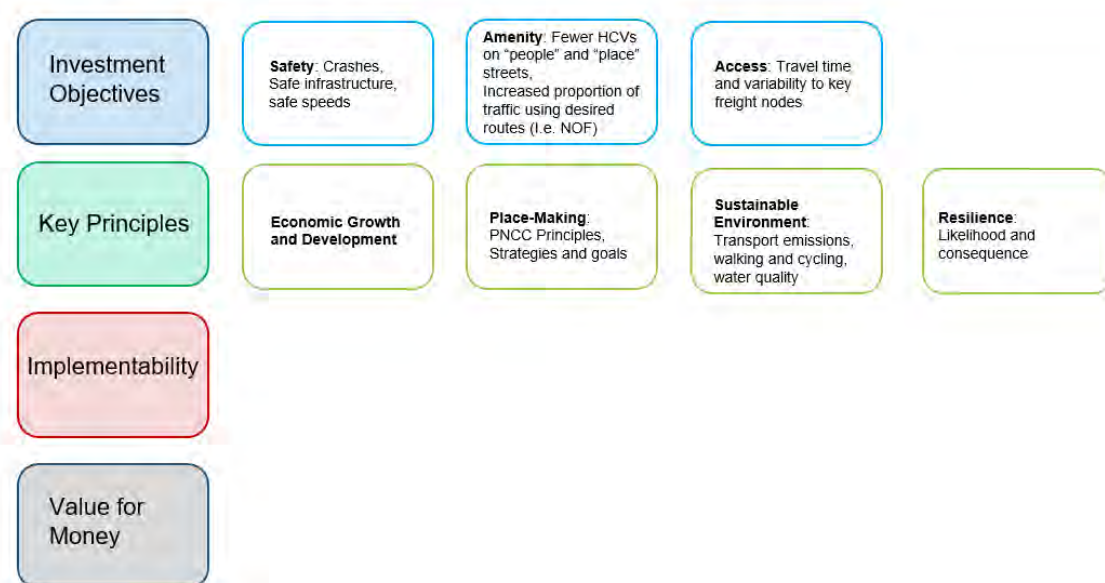 Investment
Objectives
Safety: Crashes,
Safe infrastructure,
safe speeds
Amenity: Fewer HCVs
on “people” and “place”
streets,
Increased proportion of
traffic using desired
routes (I.e. NOF)
Access: Travel time
and variability to key
freight nodes
Key Principles
Economic Growth
and Development
Place-Making:
PNCC Principles,
Strategies and goals
Sustainable
Environment:
Transport emissions,
walking and cycling,
water quality
Resilience:
Likelihood and
consequence
Implementability
Value for
Money